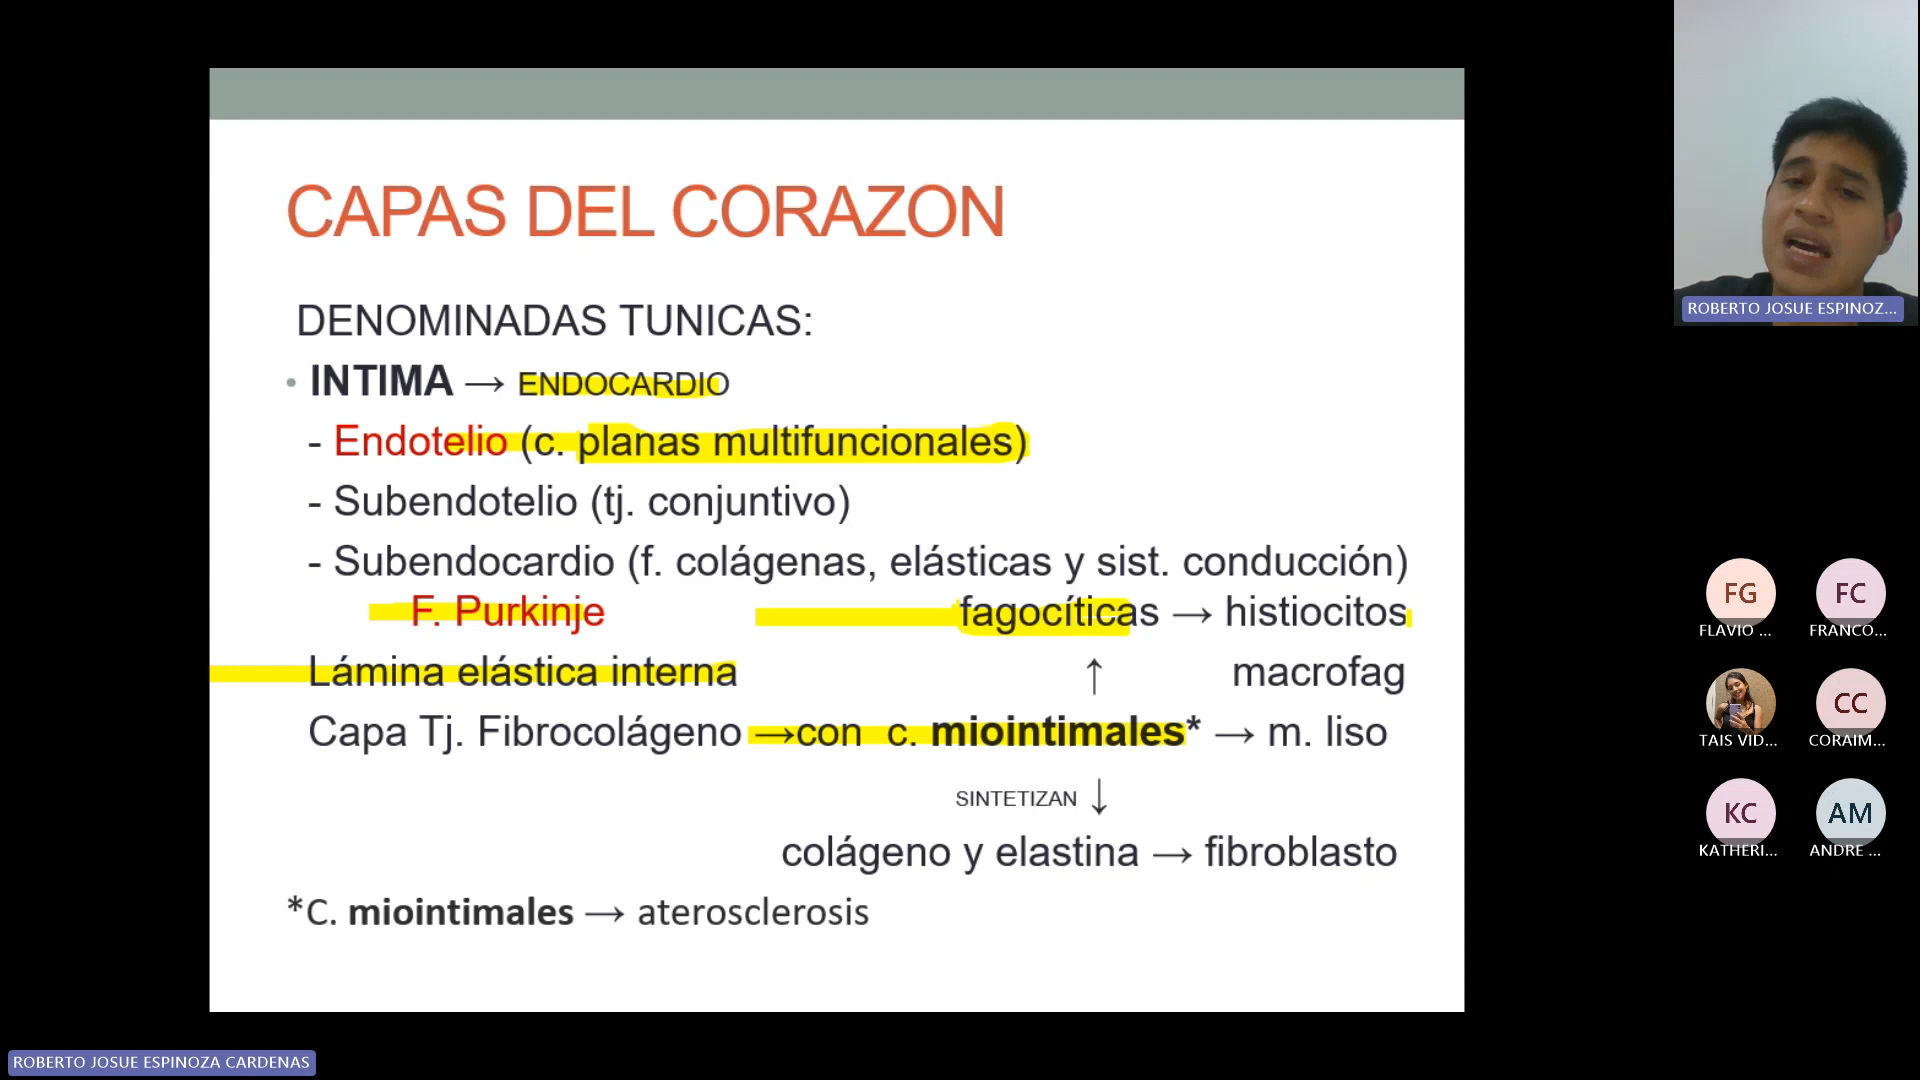 CAPAS DEL CORAZON
DENOMINADAS TUNICAS:
• INTIMA → ENDOCARDIO
- Endotelio (c. planas multifuncionales)
- Subendotelio (tj. conjuntivo)
- Subendocardio (f. colágenas, elásticas y sist. conducción)
F. Purkinje fagocíticas → histiocitos
Lámina elástica interna ↑ macrofag
Capa Tj. Fibrocolágeno →con c. miointimales* → m. liso
SINTETIZAN ↓
colágeno y elastina → fibroblasto
*C. miointimales → aterosclerosis
ROBERTO JOSUE ESPINOZ...
FG FC
FLAVIO ... FRANCO...
CC
TAIS VID... CORAIM...
KC AM
KATHERI... ANDRE ...
ROBERTO JOSUE ESPINOZA CARDENAS